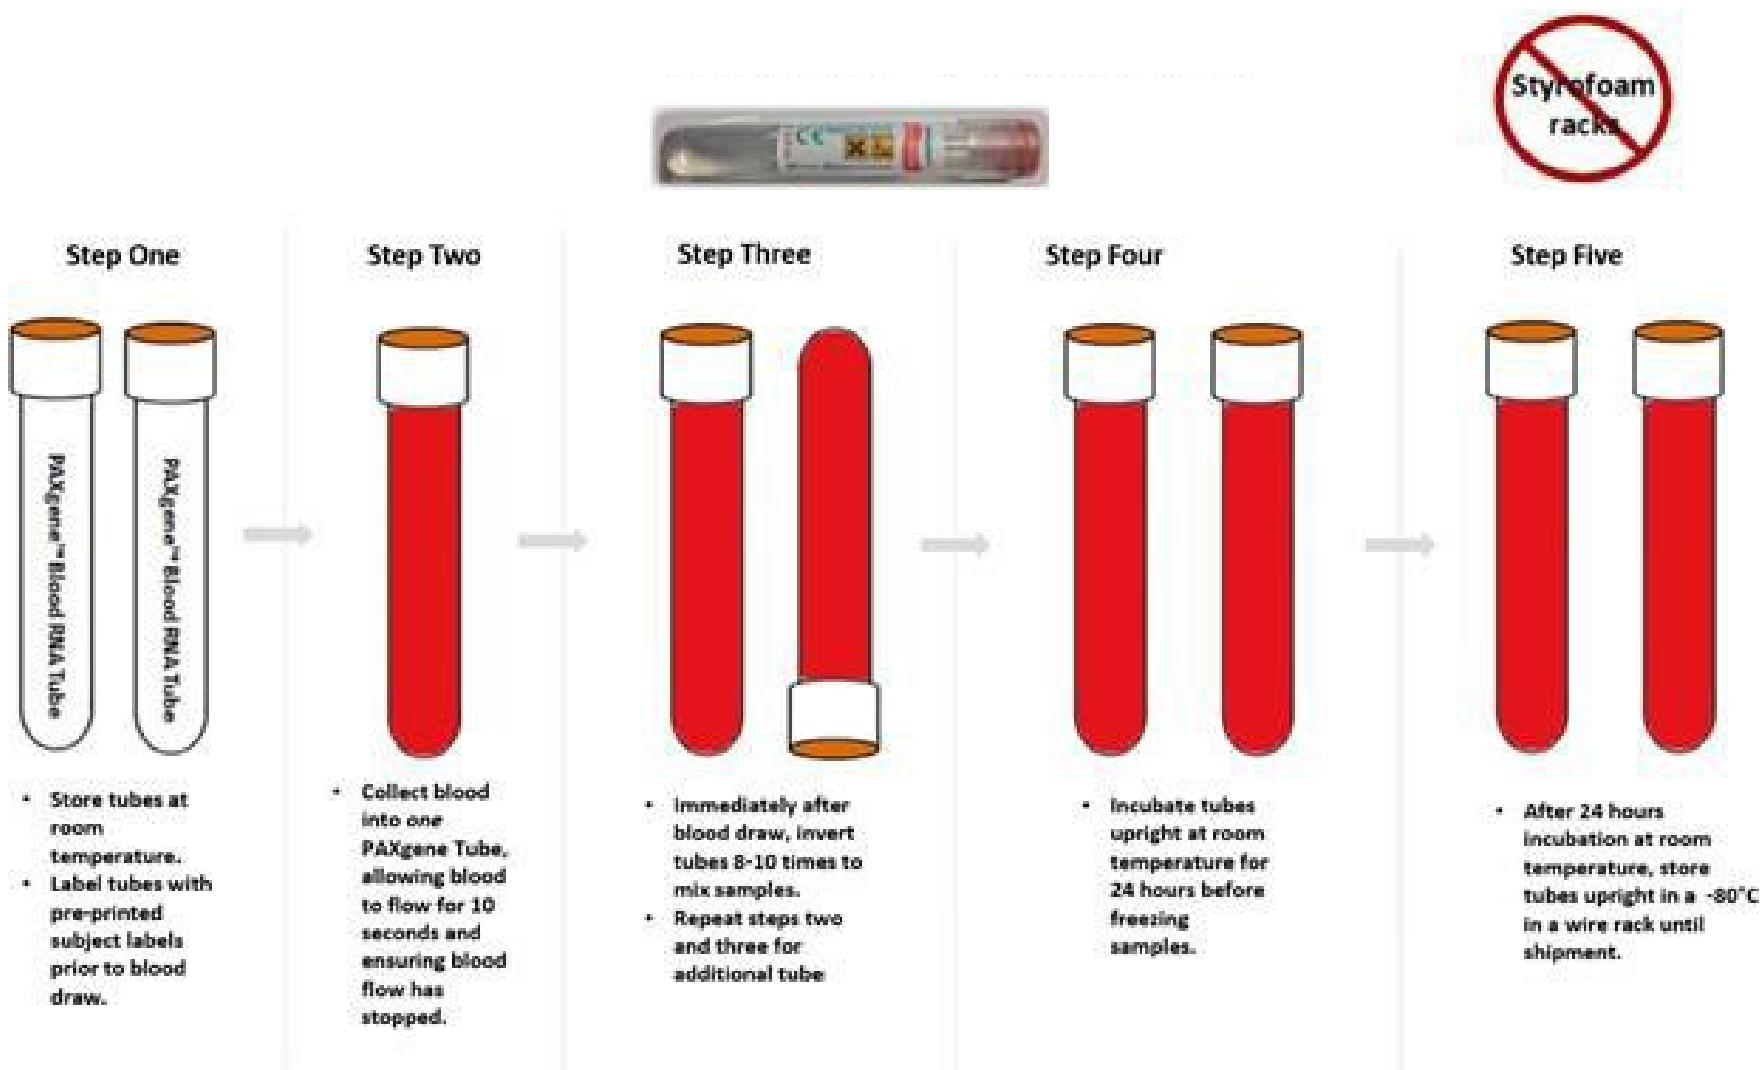 Styrofoam
racks
Step One
PAXgene™ Blood RNA Tube
PAXgene™ Blood RNA Tube
• Store tubes at
room
temperature.
• Label tubes with
pre-printed
subject labels
prior to blood
draw.
Step Two
• Collect blood
into one
PAXgene Tube,
allowing blood
to flow for 10
seconds and
ensuring blood
flow has
stopped.
Step Three
• Immediately after
blood draw, invert
tubes 8-10 times to
mix samples.
• Repeat steps two
and three for
additional tube
Step Four
• Incubate tubes
upright at room
temperature for
24 hours before
freezing
samples.
Step Five
• After 24 hours
incubation at room
temperature, store
tubes upright in a -80°C
in a wire rack until
shipment.